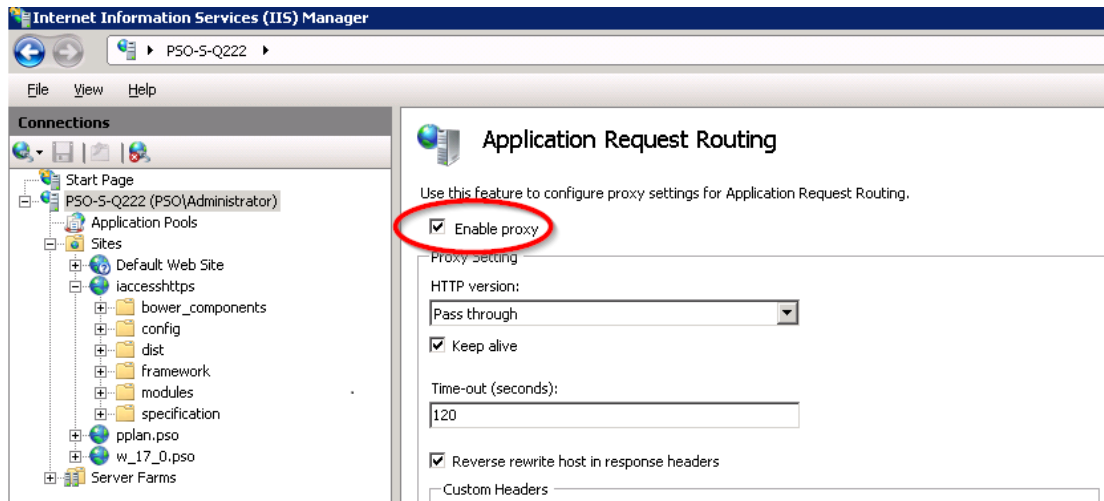 Internet Information Services (IIS) Manager
PSO-S-Q222
File View Help
Connections
Start Page
PSO-S-Q222 (PSO\Administrator)
Application Pools
Sites
Default Web Site
iaccesshttps
bower_components
config
dist
framework
modules
specification
pplan.pso
w_17_0.pso
Server Farms
Application Request Routing
Use this feature to configure proxy settings for Application Request Routing.
Enable proxy
Proxy Setting
HTTP version:
Pass through
Keep alive
Time-out (seconds):
120
Reverse rewrite host in response headers
Custom Headers